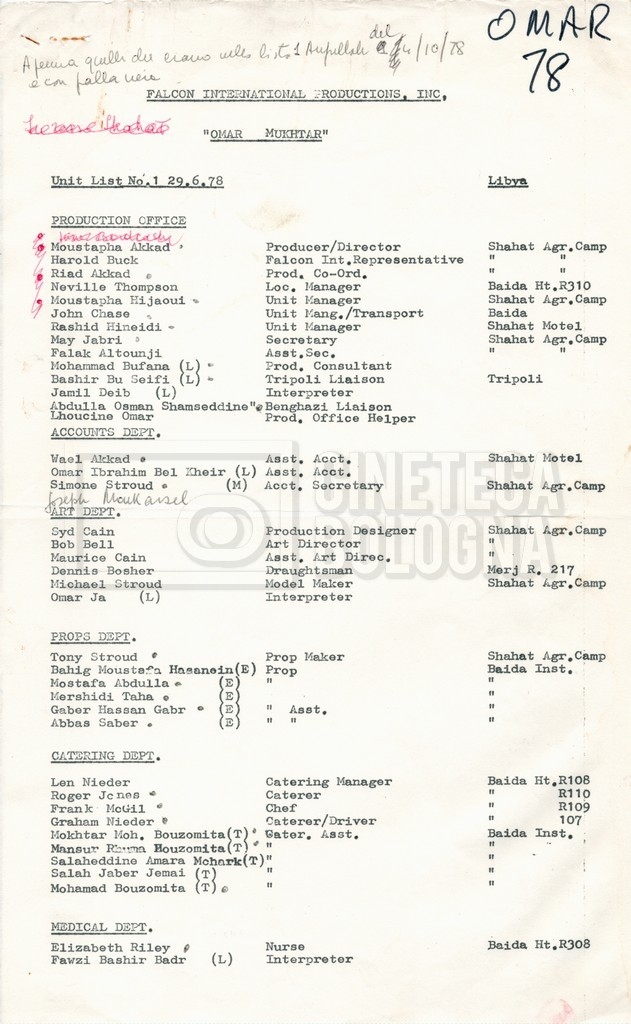 OMAR
78
del
4/10/78
FALCON INTERNATIONAL PRODUCTIONS, INC.
"OMAR MUKHTAR"
Unit List No.1 29.6.78 Libya
PRODUCTION OFFICE
Moustapha Akkad Producer/Director Shahat Agr.Camp
Harold Buck Falcon Int.Representative " "
Riad Akkad Prod. Co-Ord. " "
Neville Thompson Loc. Manager Baida Ht.R310
Moustapha Hijaoui Unit Manager Shahat Agr.Camp
John Chase Unit Mang./Transport Baida
Rashid Hineidi Unit Manager Shahat Motel
May Jabri Secretary Shahat Agr.Camp
Falak Altounji Asst.Sec. " "
Mohammad Bufana (L) Prod. Consultant
Bashir Bu Seifi (L) Tripoli Liaison Tripoli
Jamil Deib (L) Interpreter
Abdulla Osman Shamseddine" Benghazi Liaison
Lhoucine Omar Prod. Office Helper
ACCOUNTS DEPT.
Wael Akkad Asst. Acct. Shahat Motel
Omar Ibrahim Bel Kheir (L) Asst. Acct.
Simone Stroud (M) Acct. Secretary Shahat Agr.Camp
Joseph Moukarsel
CINETECA
BOLOGNA
ART DEPT.
Syd Cain Production Designer Shahat Agr.Camp
Bob Bell Art Director "
Maurice Cain Asst. Art Direc. "
Dennis Bosher Draughtsman Merj R. 217
Michael Stroud Model Maker Shahat Agr.Camp
Omar Ja (L) Interpreter
PROPS DEPT.
Tony Stroud Prop Maker Shahat Agr.Camp
Bahig Moustafa Hasanein(E) Prop Baida Inst.
Mostafa Abdulla (E) " "
Mershidi Taha (E) "
Gaber Hassan Gabr (E) " Asst. "
Abbas Saber (E) " " "
CATERING DEPT.
Len Nieder Catering Manager Baida Ht.R108
Roger Jones Caterer " R110
Frank McGil Chef " R109
Graham Nieder Caterer/Driver " 107
Mokhtar Moh. Bouzomita(T) Cater. Asst. Baida Inst.
Mansur Houzomita(T) " "
Salaheddine Amara Mchark(T)" "
Salah Jaber Jemai (T) " "
Mohamad Bouzomita (T) " "
MEDICAL DEPT.
Elizabeth Riley Nurse Baida Ht.R308
Fawzi Bashir Badr (L) Interpreter